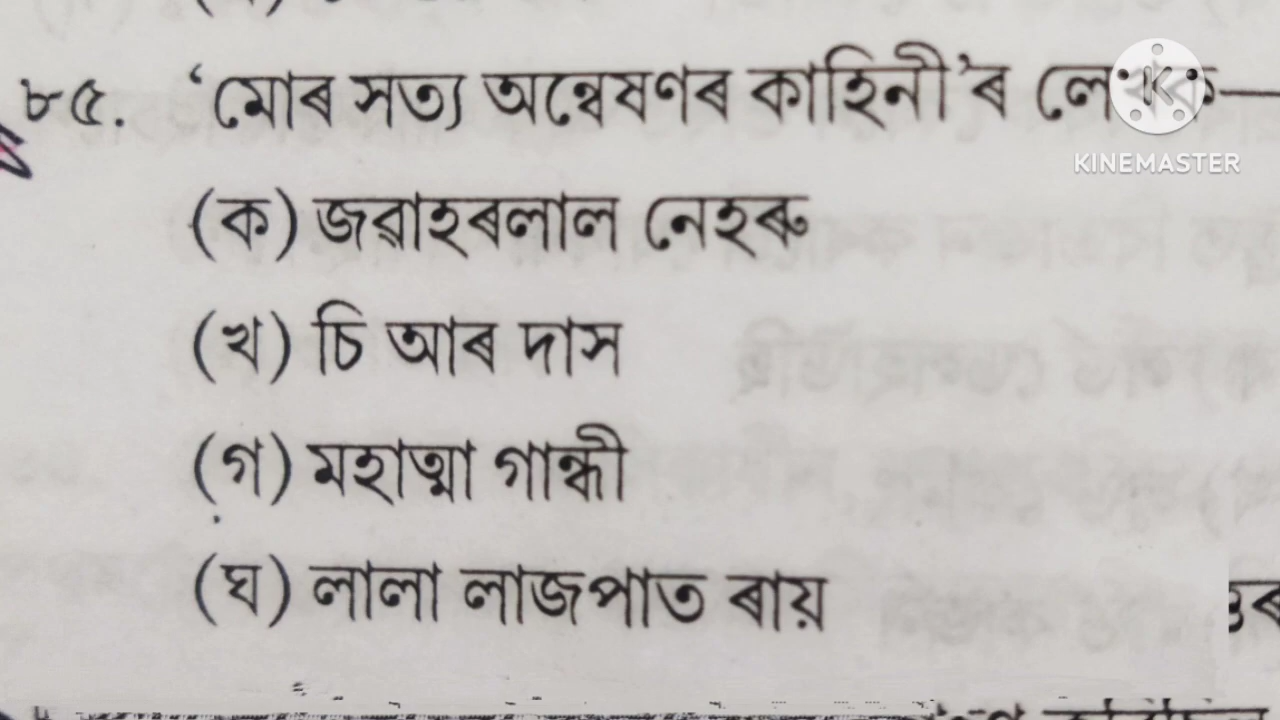 ৮৫. ‘মোৰ সত্য অন্বেষণৰ কাহিনী’ৰ
KINEMASTER
(ক) জৱাহৰলাল নেহৰু
(খ) চি আৰ দাস
(গ) মহাত্মা গান্ধী
(ঘ) লালা লাজপাত ৰায়